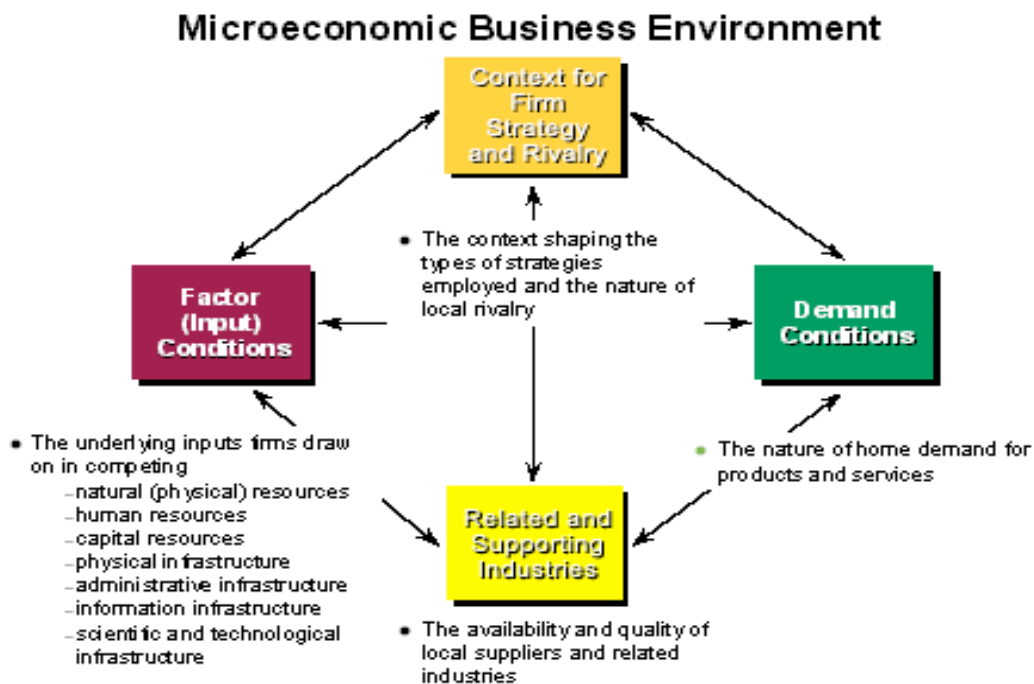 Microeconomic Business Environment
Context for
Firm
Strategy
and Rivalry
• The context shaping the
types of strategies
employed and the nature of
local rivalry
Factor
(Input)
Conditions
Demand
Conditions
• The underlying inputs firms draw
on in competing
–natural (physical) resources
–human resources
–capital resources
–physical infrastructure
–administrative infrastructure
–information infrastructure
–scientific and technological
infrastructure
• The nature of home demand for
products and services
Related and
Supporting
Industries
• The availability and quality of
local suppliers and related
industries